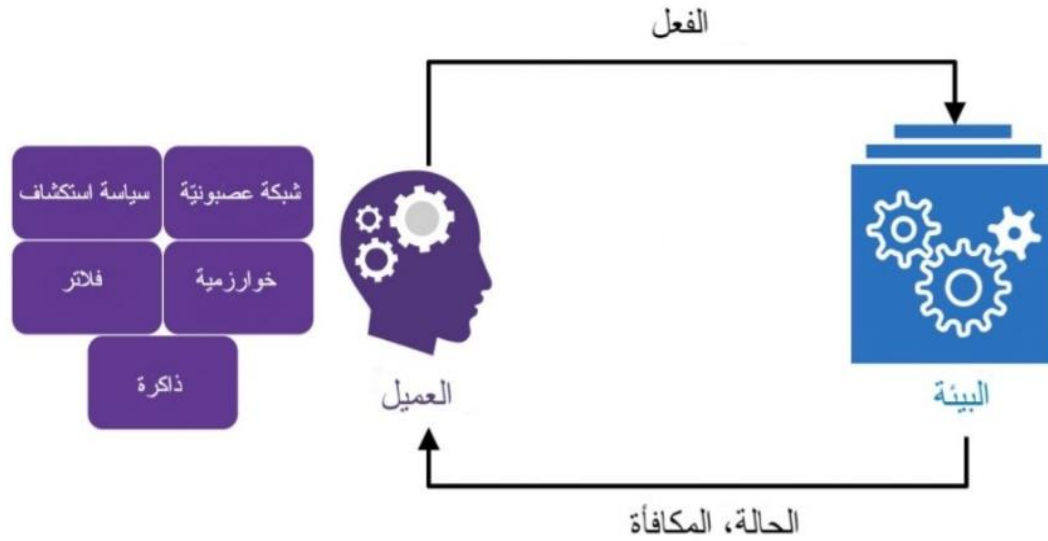 الفعل
شبكة عصبونيّة
سياسة استكشاف
خوارزمية
فلاتر
ذاكرة
العميل
البيئة
الحالة، المكافأة